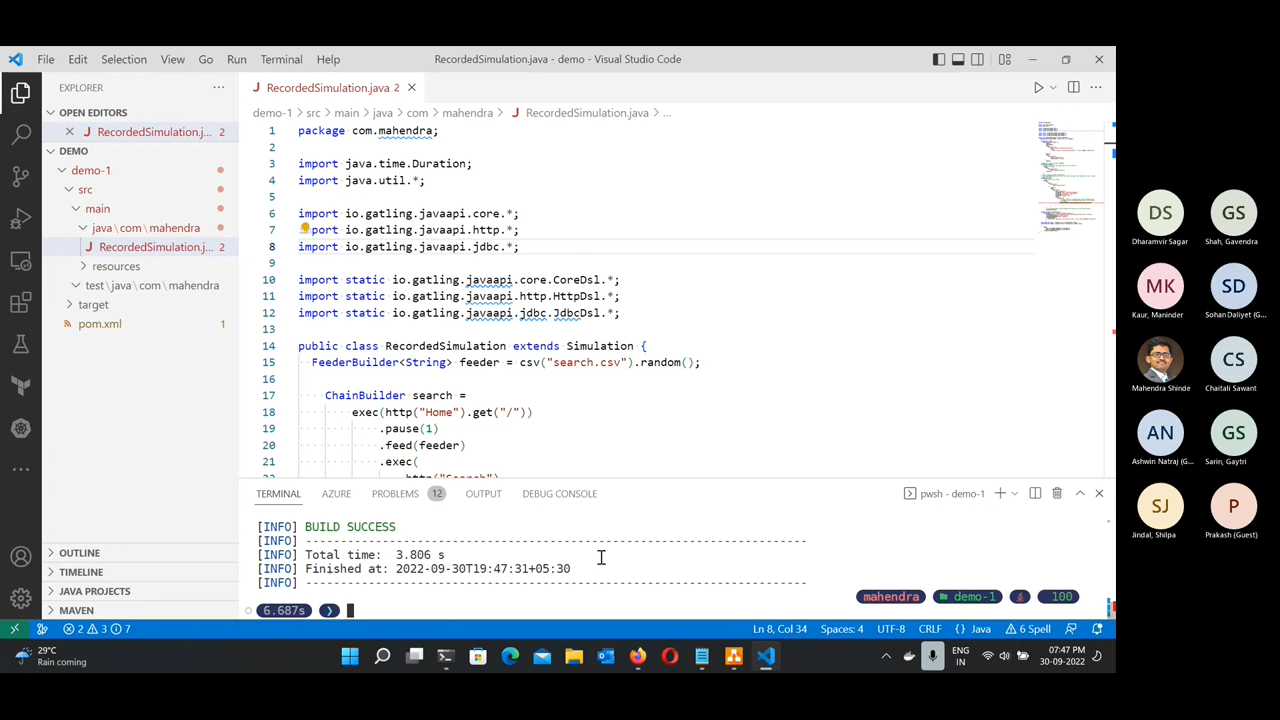 File Edit Selection View Go Run Terminal Help
RecordedSimulation.java - demo - Visual Studio Code
EXPLORER
OPEN EDITORS
RecordedSimulation.j... 2
DEMO
demo-1
src
main
java \ com \ mahendra
RecordedSimulation.j... 2
resources
test \ java \ com \ mahendra
target
pom.xml 1
OUTLINE
TIMELINE
JAVA PROJECTS
MAVEN
RecordedSimulation.java 2
demo-1 > src > main > java > com > mahendra > RecordedSimulation.java > ...
1 package com.mahendra;
2
3 import java.time.Duration;
4 import java.util.*;
5
6 import io.gatling.javaapi.core.*;
7 import io.gatling.javaapi.http.*;
8 import io.gatling.javaapi.jdbc.*;
9
10 import static io.gatling.javaapi.core.CoreDsl.*;
11 import static io.gatling.javaapi.http.HttpDsl.*;
12 import static io.gatling.javaapi.jdbc.JdbcDsl.*;
13
14 public class RecordedSimulation extends Simulation {
15 FeederBuilder<String> feeder = csv("search.csv").random();
16
17 ChainBuilder search =
18 exec(http("Home").get("/"))
19 .pause(1)
20 .feed(feeder)
21 .exec(
TERMINAL AZURE PROBLEMS 12 OUTPUT DEBUG CONSOLE
pwsh - demo-1
[INFO] BUILD SUCCESS
[INFO] ------------------------------------------------------------------------
[INFO] Total time: 3.806 s
[INFO] Finished at: 2022-09-30T19:47:31+05:30
[INFO] ------------------------------------------------------------------------
mahendra demo-1 100
6.687s
2 3 7
Ln 8, Col 34 Spaces: 4 UTF-8 CRLF {} Java 6 Spell
29°C
Rain coming
ENG
IN
07:47 PM
30-09-2022
DS GS
Dharamvir Sagar Shah, Gavendra
MK SD
Kaur, Maninder Sohan Daliyet (G...
CS
Mahendra Shinde Chaitali Sawant
AN GS
Ashwin Natraj (G... Sarin, Gaytri
SJ P
Jindal, Shilpa Prakash (Guest)